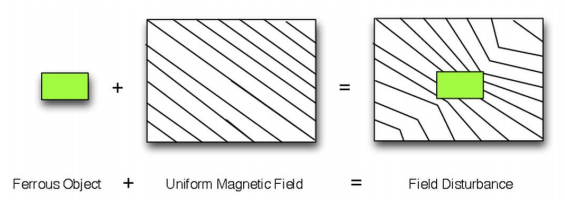 + =
Ferrous Object + Uniform Magnetic Field = Field Disturbance